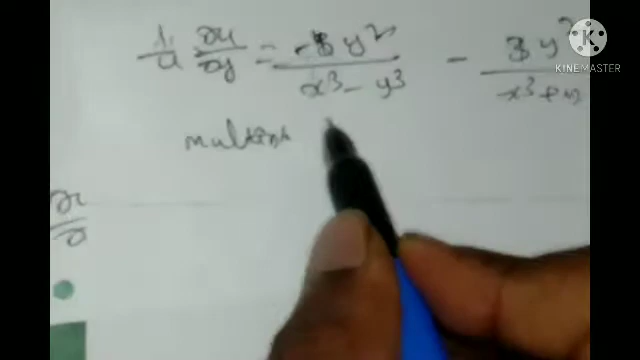 1/u ∂u/∂y = -3y²/x³-y³ - 3y²/x³+y³
KINEMASTER
∂u/∂